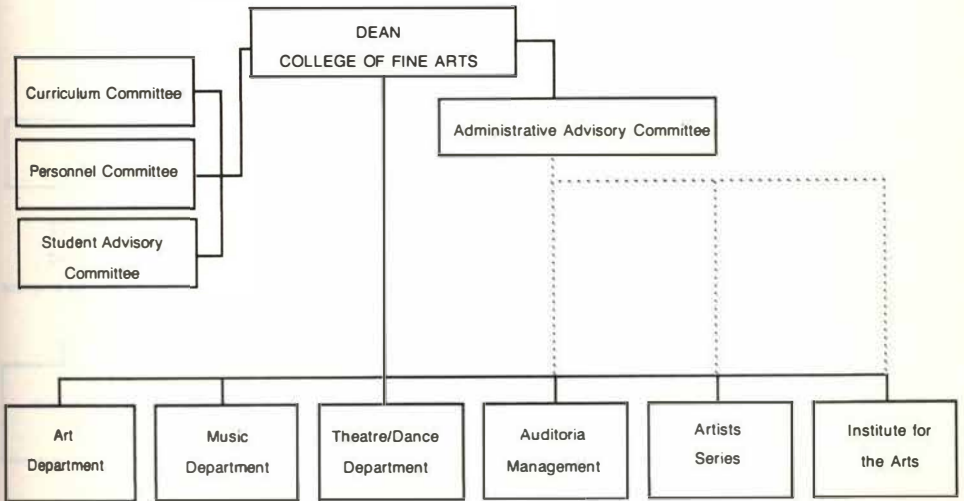 DEAN
COLLEGE OF FINE ARTS
Curriculum Committee
Administrative Advisory Committee
Personnel Committee
Student Advisory
Committee
Art
Department
Music
Department
Theatre/Dance
Department
Auditoria
Management
Artists
Series
Institute for
the Arts